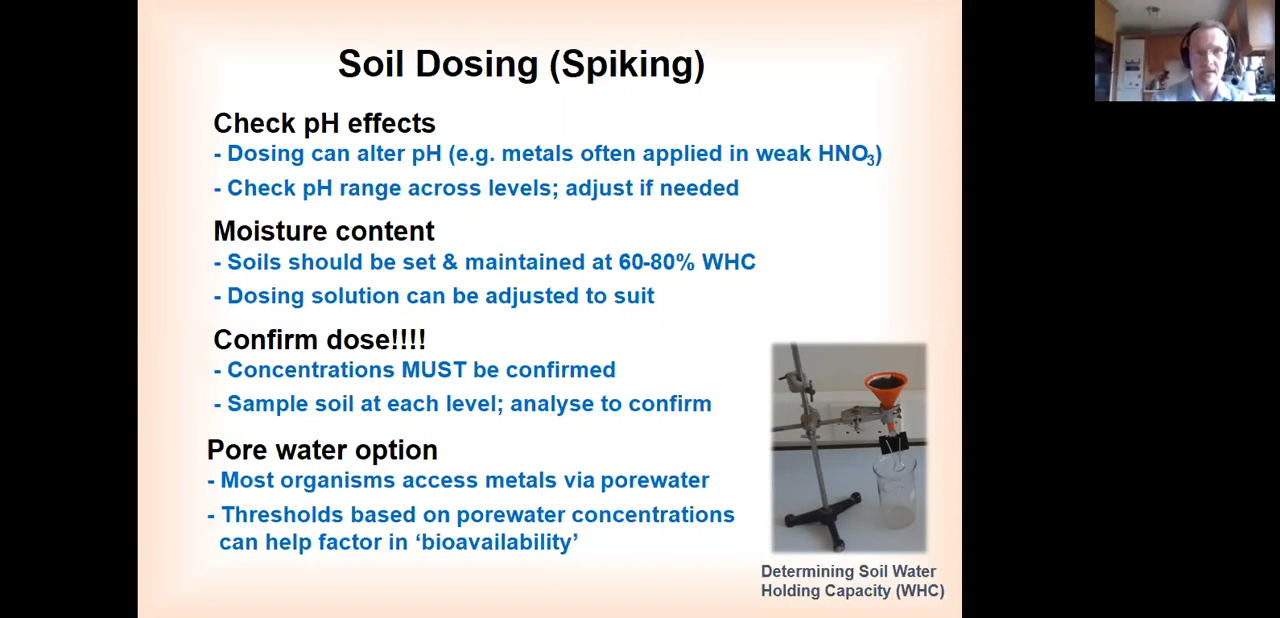 Soil Dosing (Spiking)
Check pH effects
- Dosing can alter pH (e.g. metals often applied in weak HNO₃)
- Check pH range across levels; adjust if needed
Moisture content
- Soils should be set & maintained at 60-80% WHC
- Dosing solution can be adjusted to suit
Confirm dose!!!!
- Concentrations MUST be confirmed
- Sample soil at each level; analyse to confirm
Pore water option
- Most organisms access metals via porewater
- Thresholds based on porewater concentrations
can help factor in ‘bioavailability’
Determining Soil Water
Holding Capacity (WHC)